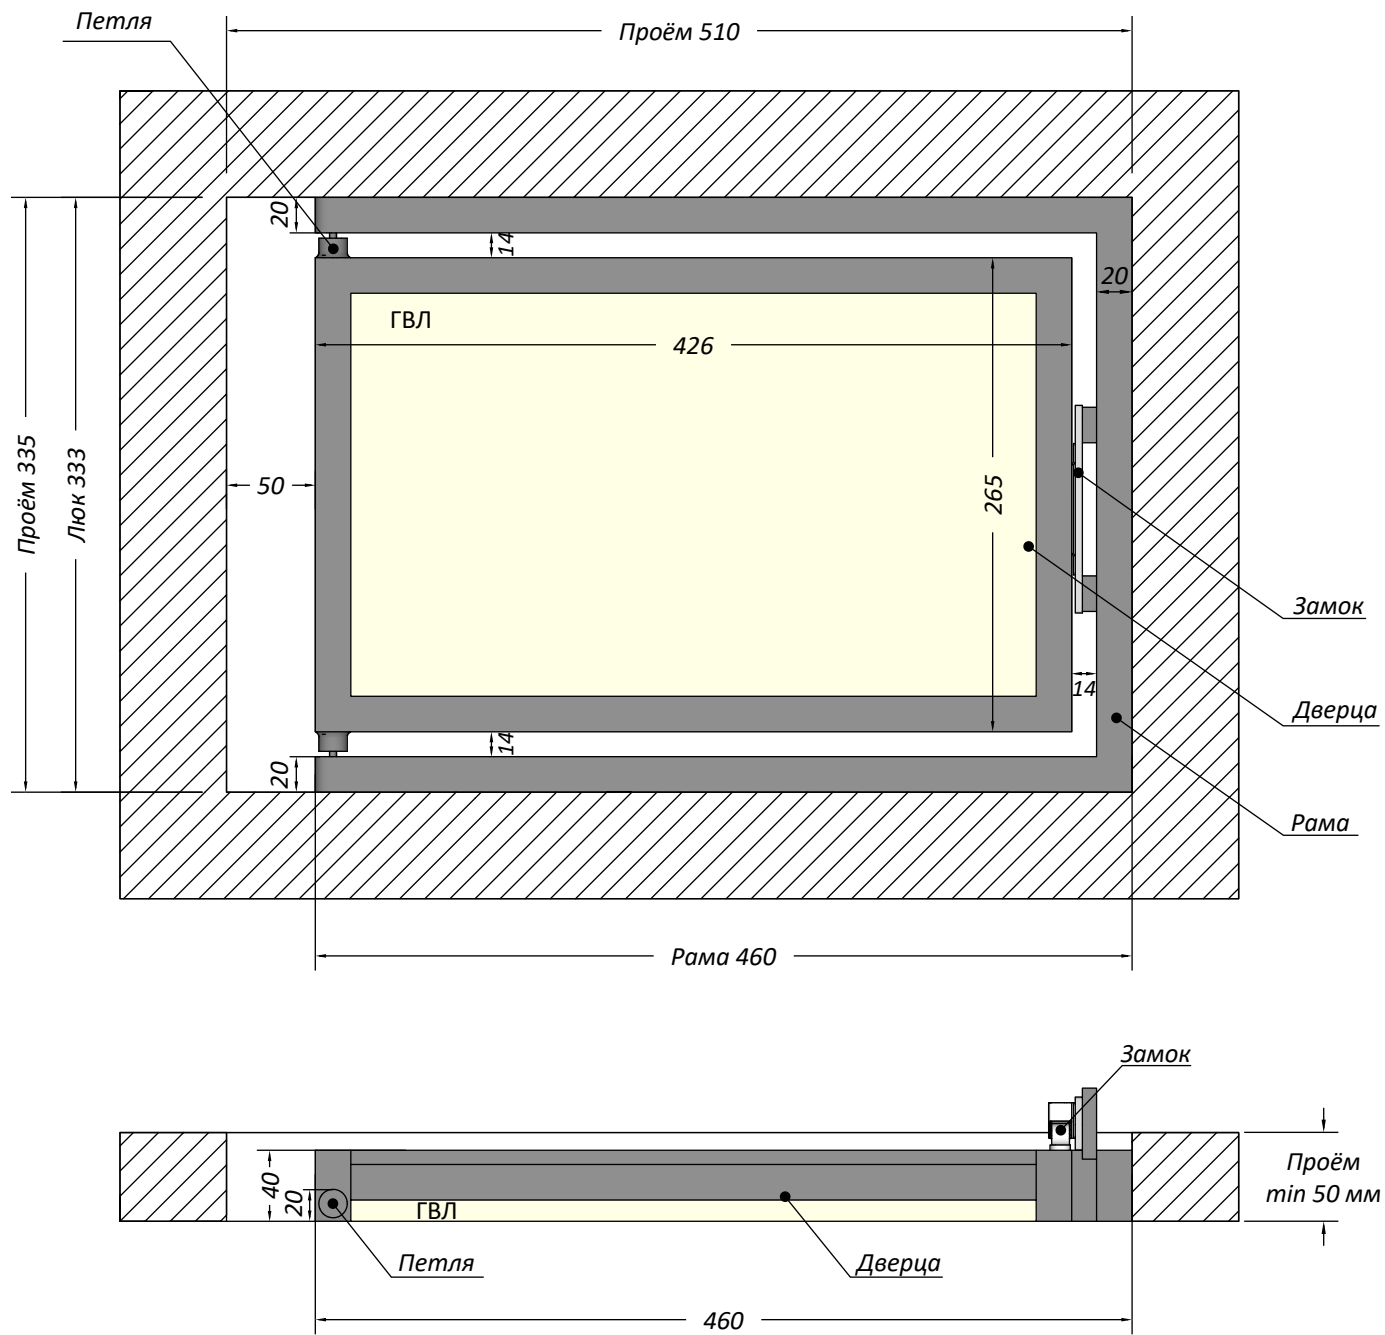 Петля
Проём 510
20
14
20
ГВЛ
426
Проём 335
Люк 333
50
265
Замок
14
Дверца
14
20
Рама
Рама 460
Замок
40
20
ГВЛ
Проём
min 50 мм
Петля
Дверца
460